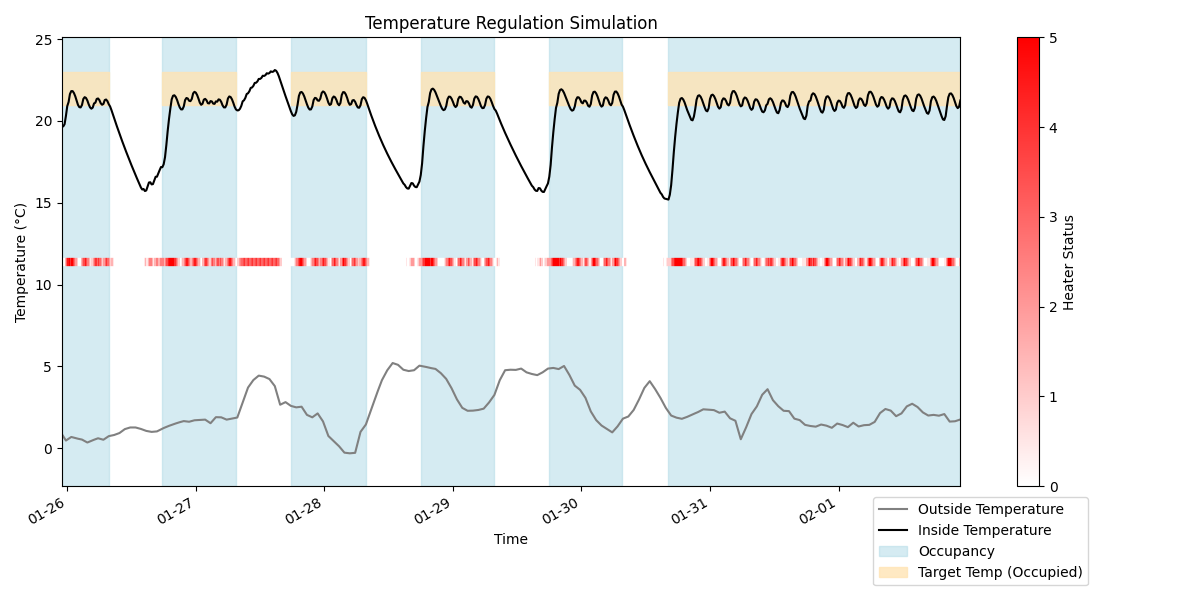 Temperature Regulation Simulation
25
20
15
10
5
0
Temperature (°C)
01-26
01-27
01-28
01-29
01-30
01-31
02-01
Time
5
4
3
2
1
0
Heater Status
Outside Temperature
Inside Temperature
Occupancy
Target Temp (Occupied)